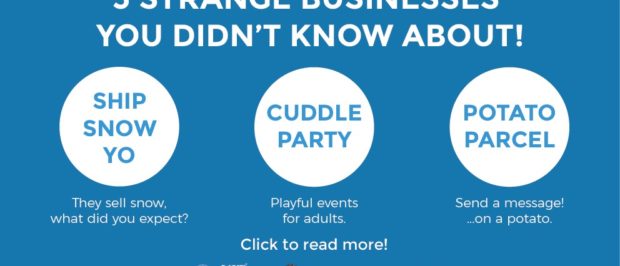 3 STRANGE BUSINESSES
YOU DIDN'T KNOW ABOUT!
SHIP
SNOW
YO
They sell snow,
what did you expect?
CUDDLE
PARTY
Playful events
for adults.
POTATO
PARCEL
Send a message!
...on a potato.
Click to read more!